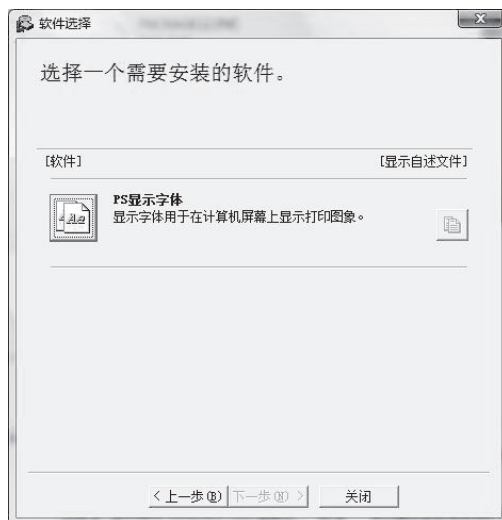 软件选择
选择一个需要安装的软件。
[软件] [显示自述文件]
PS显示字体
显示字体用于在计算机屏幕上显示打印图象。
< 上一步(B) 下一步(N) > 关闭